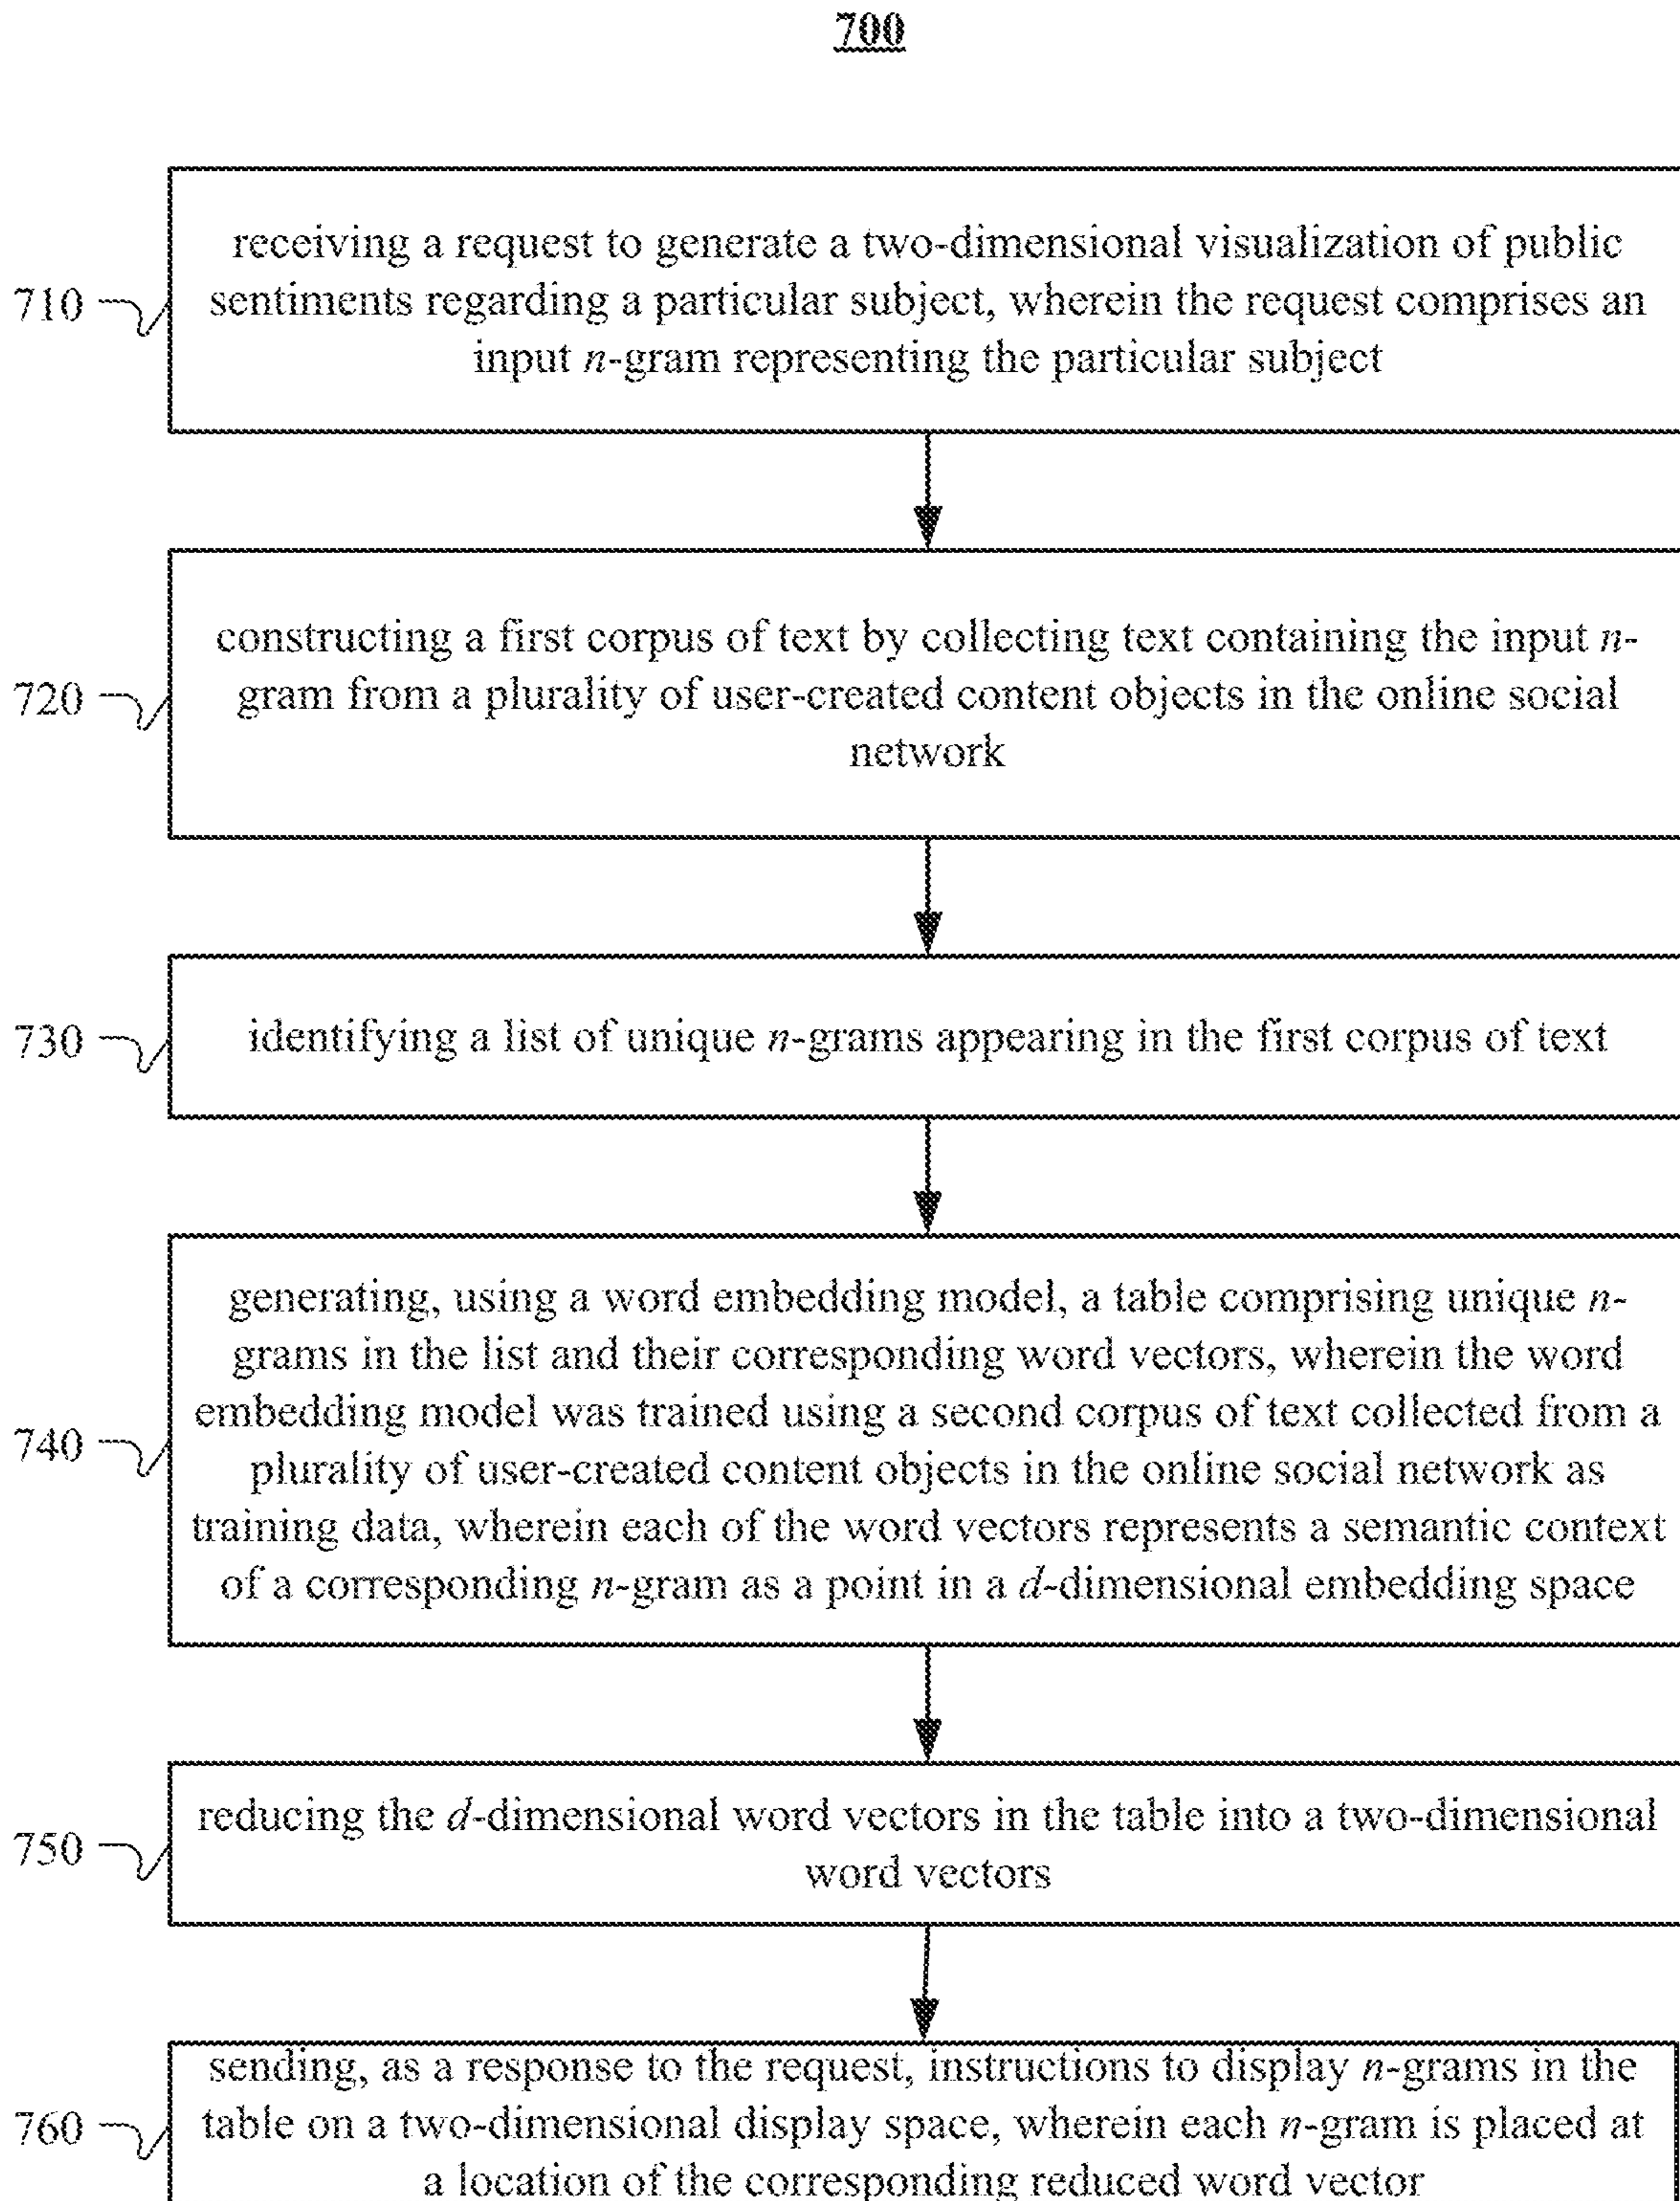 700
receiving a request to generate a two-dimensional visualization of public
sentiments regarding a particular subject, wherein the request comprises an
input n-gram representing the particular subject
710
constructing a first corpus of text by collecting text containing the input n-
gram from a plurality of user-created content objects in the online social
network
720
identifying a list of unique n-grams appearing in the first corpus of text
730
generating, using a word embedding model, a table comprising unique n-
grams in the list and their corresponding word vectors, wherein the word
embedding model was trained using a second corpus of text collected from a
plurality of user-created content objects in the online social network as
training data, wherein each of the word vectors represents a semantic context
of a corresponding n-gram as a point in a d-dimensional embedding space
740
reducing the d-dimensional word vectors in the table into a two-dimensional
word vectors
750
sending, as a response to the request, instructions to display n-grams in the
table on a two-dimensional display space, wherein each n-gram is placed at
a location of the corresponding reduced word vector
760